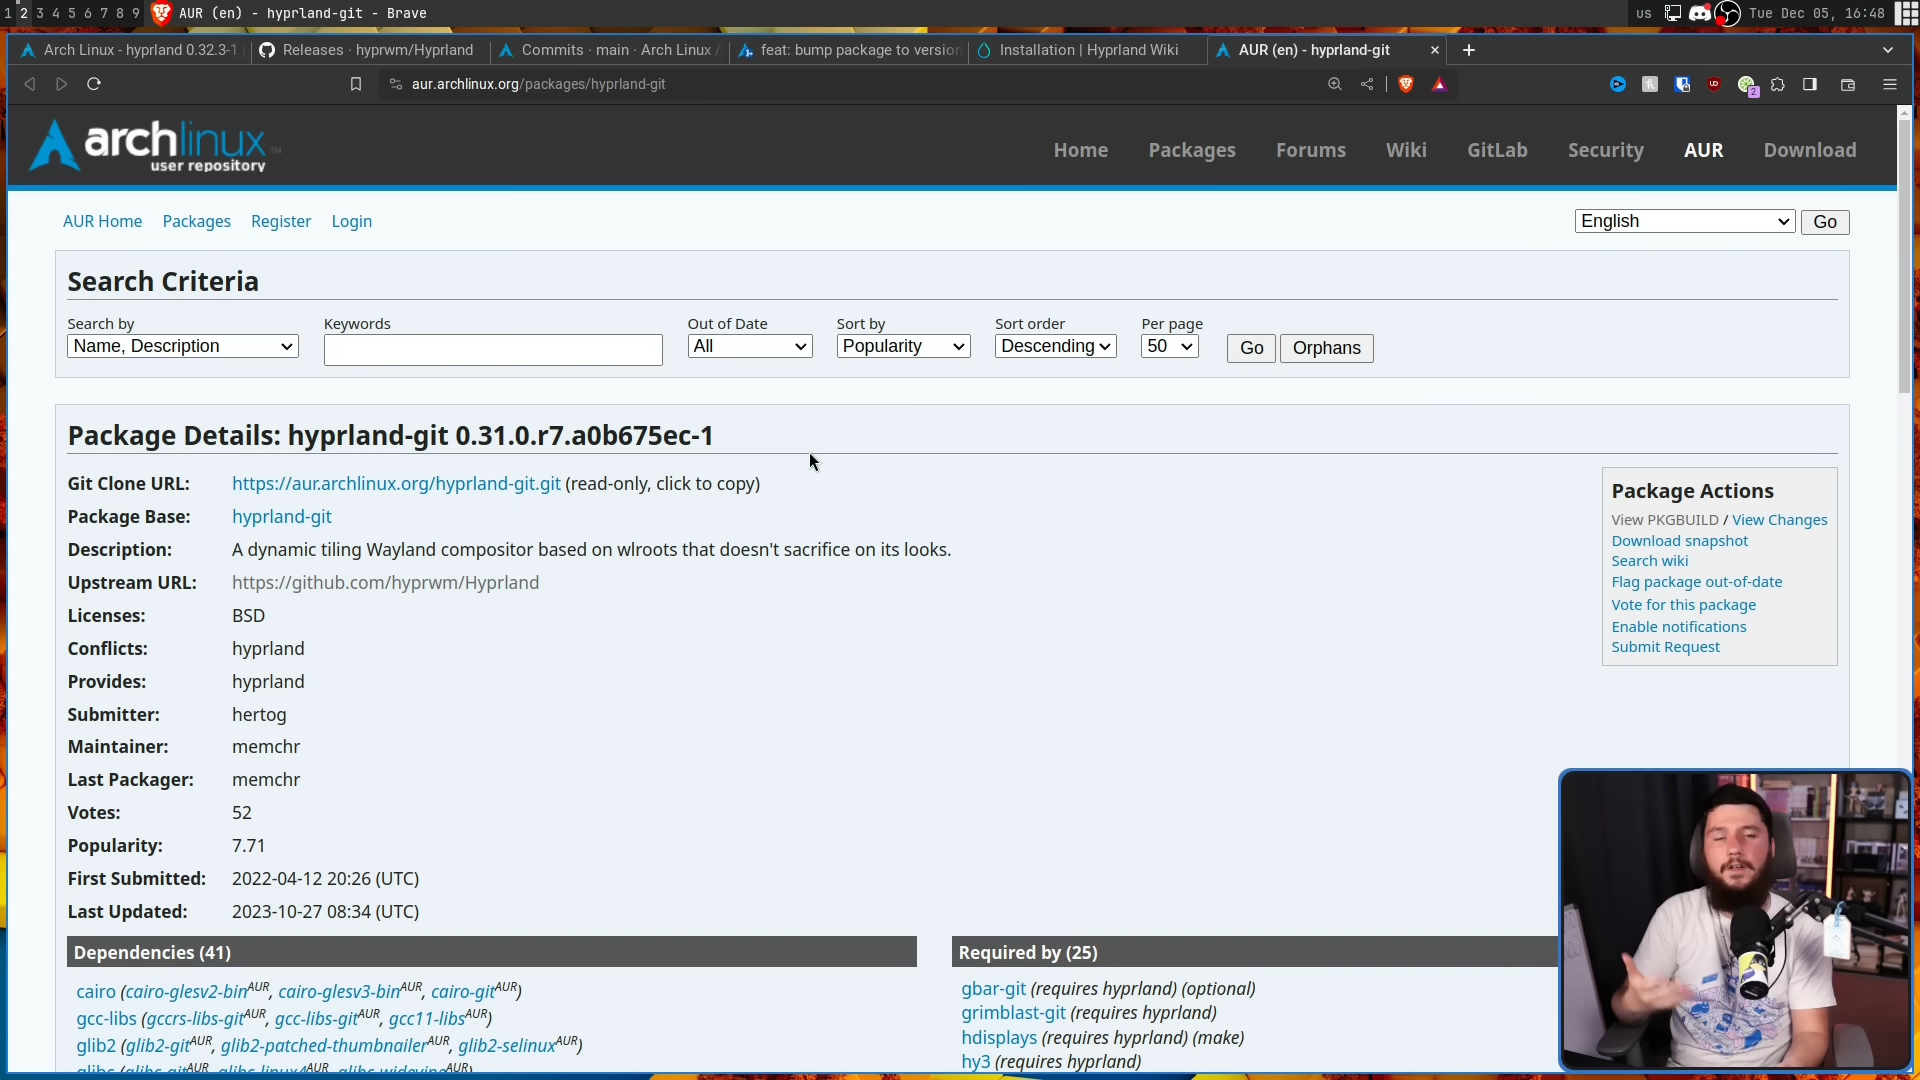 1 2 3 4 5 6 7 8 9 AUR (en) - hyprland-git - Brave
us Tue Dec 05, 16:48
Arch Linux - hyprland 0.32.3-1
Releases · hyprwm/Hyprland
Commits · main · Arch Linux /
feat: bump package to version
Installation | Hyprland Wiki
AUR (en) - hyprland-git
aur.archlinux.org/packages/hyprland-git
2
archlinux TM
user repository
Home Packages Forums Wiki GitLab Security AUR Download
AUR Home Packages Register Login
English Go
Search Criteria
Search by Keywords Out of Date Sort by Sort order Per page
Name, Description All Popularity Descending 50 Go Orphans
Package Details: hyprland-git 0.31.0.r7.a0b675ec-1
Git Clone URL: https://aur.archlinux.org/hyprland-git.git (read-only, click to copy)
Package Base: hyprland-git
Description: A dynamic tiling Wayland compositor based on wlroots that doesn't sacrifice on its looks.
Upstream URL: https://github.com/hyprwm/Hyprland
Licenses: BSD
Conflicts: hyprland
Provides: hyprland
Submitter: hertog
Maintainer: memchr
Last Packager: memchr
Votes: 52
Popularity: 7.71
First Submitted: 2022-04-12 20:26 (UTC)
Last Updated: 2023-10-27 08:34 (UTC)
Package Actions
View PKGBUILD / View Changes
Download snapshot
Search wiki
Flag package out-of-date
Vote for this package
Enable notifications
Submit Request
Dependencies (41)
cairo (cairo-glesv2-binAUR, cairo-glesv3-binAUR, cairo-gitAUR)
gcc-libs (gccrs-libs-gitAUR, gcc-libs-gitAUR, gcc11-libsAUR)
glib2 (glib2-gitAUR, glib2-patched-thumbnailerAUR, glib2-selinuxAUR)
glibc (glibc-gitAUR, glibc-linux4AUR, glibc-widevineAUR)
Required by (25)
gbar-git (requires hyprland) (optional)
grimblast-git (requires hyprland)
hdisplays (requires hyprland) (make)
hy3 (requires hyprland)